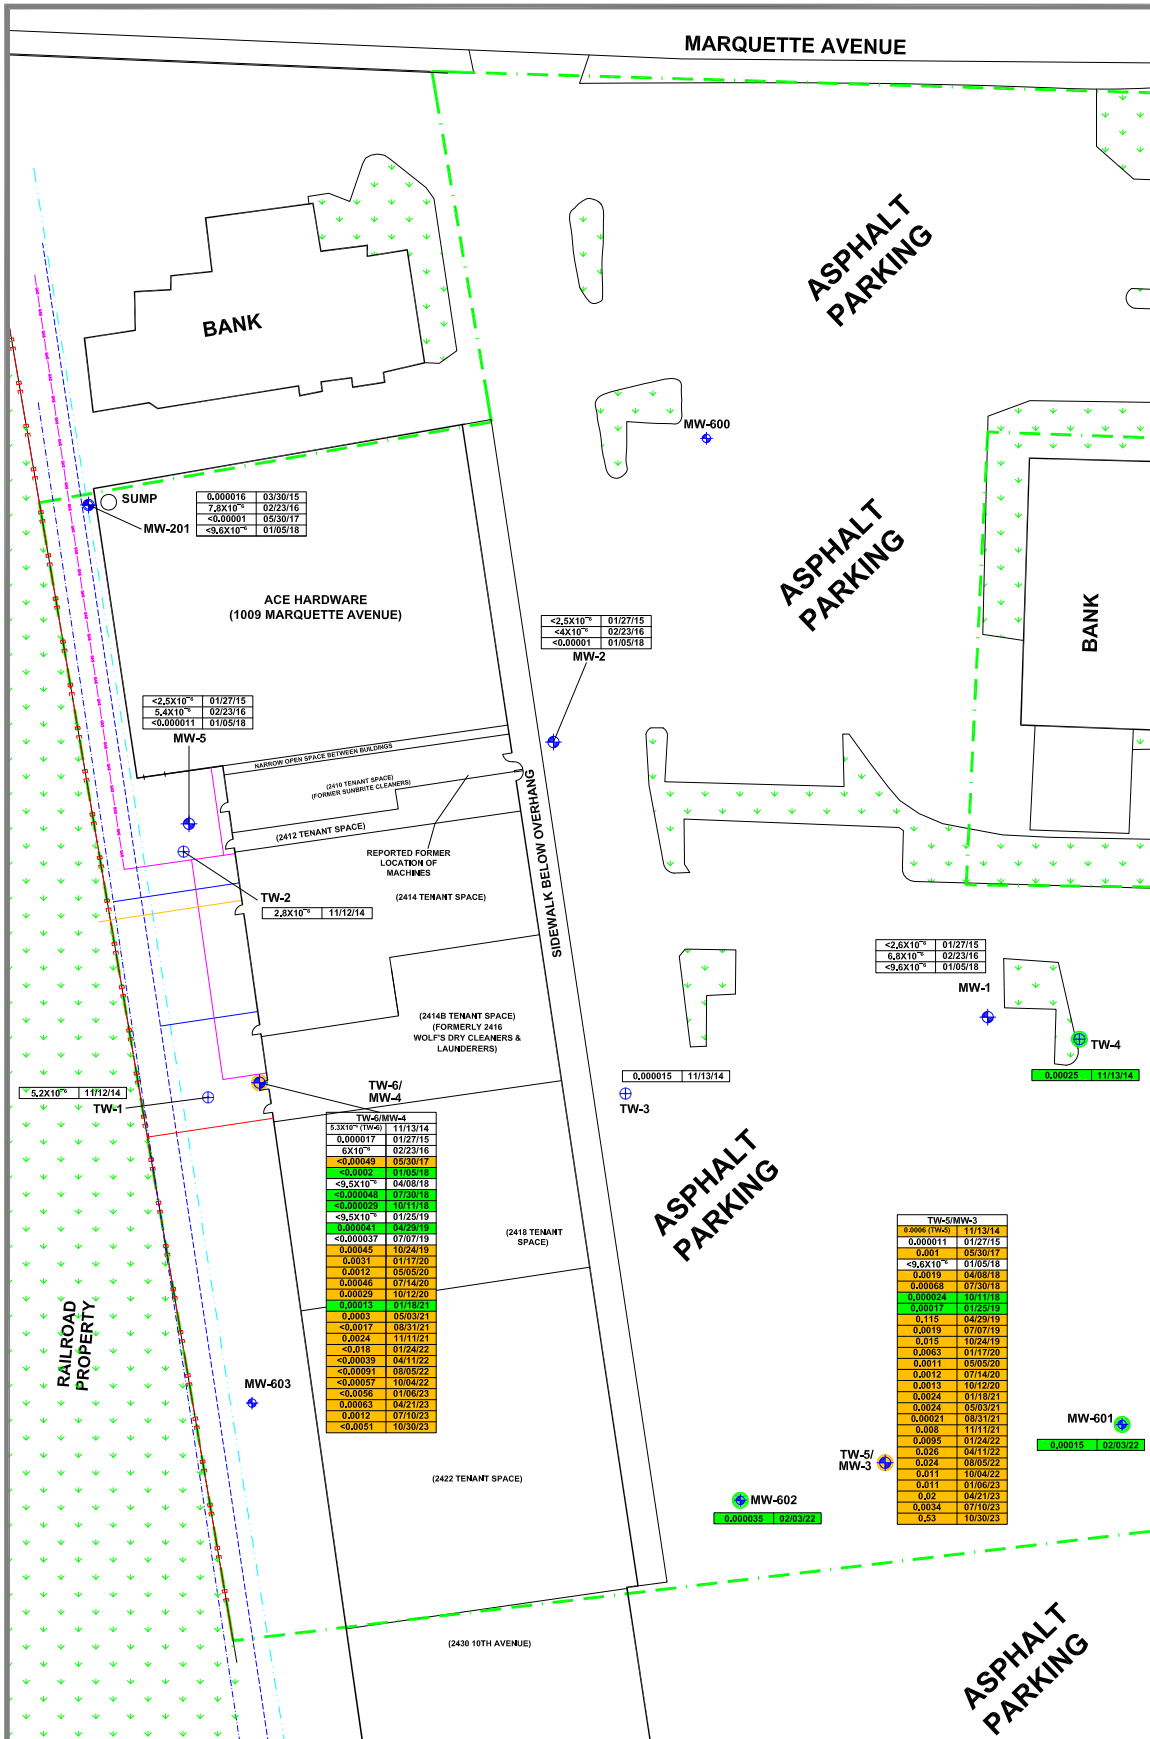 MARQUETTE AVENUE
ASPHALT
PARKING
BANK
MW-600
SUMP
MW-201
0.000016 03/30/15
7.8X10⁻⁶ 02/23/16
<0.00001 05/30/17
<9.6X10⁻⁶ 01/05/18
ASPHALT
PARKING
ACE HARDWARE
(1009 MARQUETTE AVENUE)
BANK
<2.5X10⁻⁶ 01/27/15
<4X10⁻⁶ 02/23/16
<0.00001 01/05/18
MW-2
<2.5X10⁻⁶ 01/27/15
5.4X10⁻⁶ 02/23/16
<0.000011 01/05/18
MW-5
NARROW OPEN SPACE BETWEEN BUILDINGS
(2410 TENANT SPACE)
(FORMER SUNBRITE CLEANERS)
(2412 TENANT SPACE)
REPORTED FORMER
LOCATION OF
MACHINES
SIDEWALK BELOW OVERHANG
(2414 TENANT SPACE)
TW-2
2.8X10⁻⁶ 11/12/14
<2.6X10⁻⁶ 01/27/15
6.8X10⁻⁶ 02/23/16
<9.6X10⁻⁶ 01/05/18
MW-1
(2414B TENANT SPACE)
(FORMERLY 2416
WOLF'S DRY CLEANERS &
LAUNDERERS)
TW-4
0.00025 11/13/14
0.000015 11/13/14
TW-3
5.2X10⁻⁶ 11/12/14
TW-1
TW-6/
MW-4
TW-6/MW-4
5.3X10⁻⁶ (TW-6) 11/13/14
0.000017 01/27/15
6X10⁻⁶ 02/23/16
<0.00049 05/30/17
<0.0002 01/05/18
<9.5X10⁻⁶ 04/08/18
<0.000048 07/30/18
<0.000029 10/11/18
<9.5X10⁻⁶ 01/25/19
0.000041 04/29/19
<0.000037 07/07/19
0.00045 10/24/19
0.0031 01/17/20
0.0012 05/05/20
0.00046 07/14/20
0.00029 10/12/20
0.00013 01/18/21
0.0003 05/03/21
<0.0017 08/31/21
0.0024 11/11/21
<0.018 01/24/22
<0.00039 04/11/22
<0.00091 08/05/22
<0.00057 10/04/22
<0.0056 01/06/23
0.00063 04/21/23
0.0012 07/10/23
<0.0051 10/30/23
ASPHALT
PARKING
(2418 TENANT
SPACE)
TW-5/MW-3
0.0006 (TW-5) 11/13/14
0.000011 01/27/15
0.001 05/30/17
<9.6X10⁻⁶ 01/05/18
0.0019 04/08/18
0.00068 07/30/18
0.000024 10/11/18
0.00017 01/25/19
0.115 04/29/19
0.0019 07/07/19
0.015 10/24/19
0.0063 01/17/20
0.0011 05/05/20
0.0012 07/14/20
0.0013 10/12/20
0.0024 01/18/21
0.0024 05/03/21
0.00021 08/31/21
0.008 11/11/21
0.0095 01/24/22
0.026 04/11/22
0.024 08/05/22
0.011 10/04/22
0.011 01/06/23
0.02 04/21/23
0.0034 07/10/23
0.53 10/30/23
RAILROAD
PROPERTY
MW-603
MW-601
0.00015 02/03/22
TW-5/
MW-3
(2422 TENANT SPACE)
MW-602
0.000035 02/03/22
(2430 10TH AVENUE)
ASPHALT
PARKING